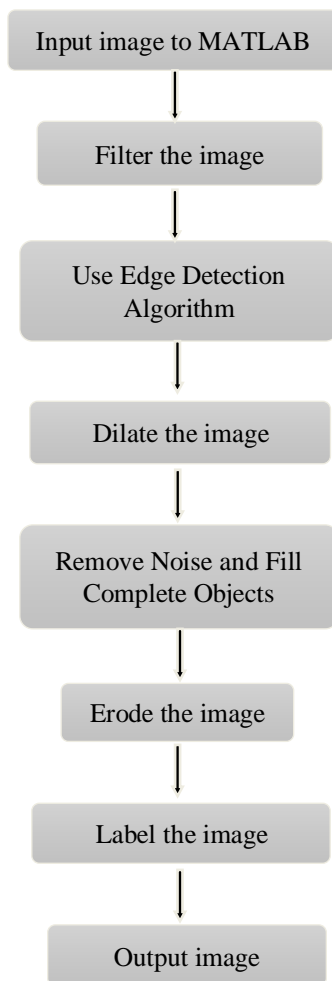 Input image to MATLAB
Filter the image
Use Edge Detection
Algorithm
Dilate the image
Remove Noise and Fill
Complete Objects
Erode the image
Label the image
Output image